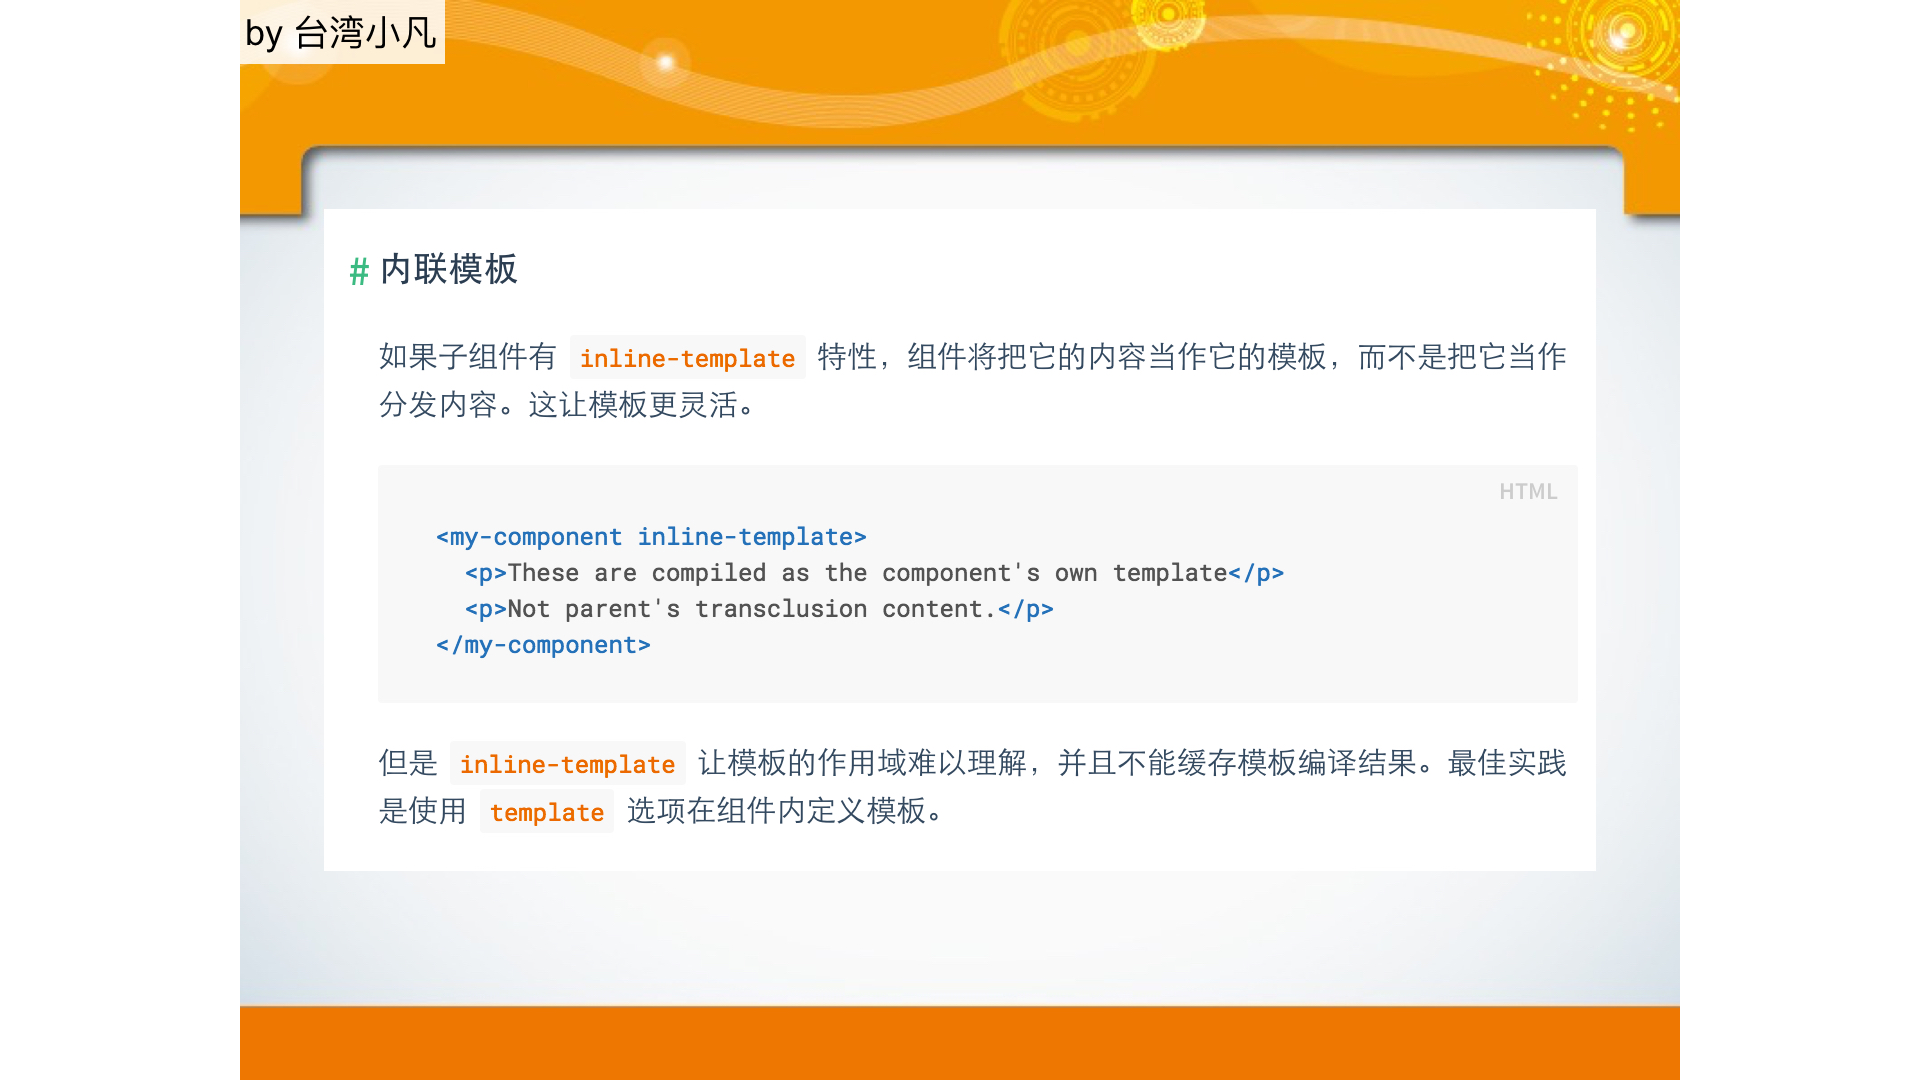 by 台湾小凡
# 内联模板
如果子组件有 inline-template 特性，组件将把它的内容当作它的模板，而不是把它当作
分发内容。这让模板更灵活。
HTML
<my-component inline-template>
  <p>These are compiled as the component's own template</p>
  <p>Not parent's transclusion content.</p>
</my-component>
但是 inline-template 让模板的作用域难以理解，并且不能缓存模板编译结果。最佳实践
是使用 template 选项在组件内定义模板。